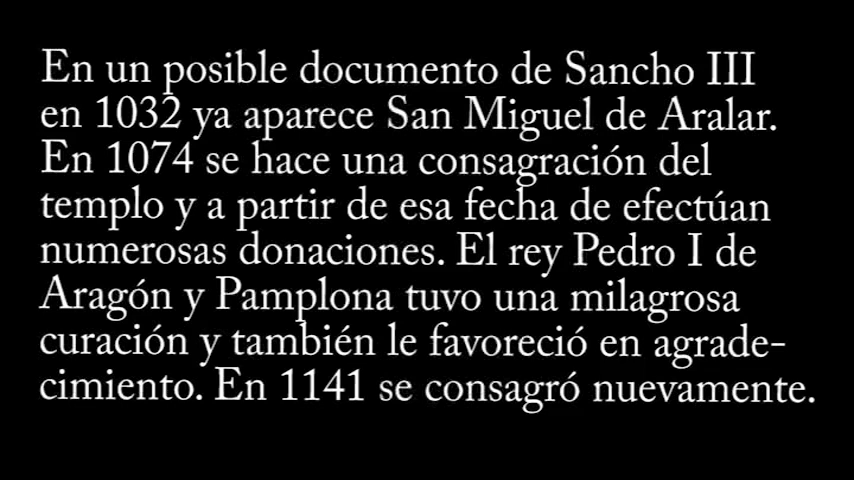 En un posible documento de Sancho III
en 1032 ya aparece San Miguel de Aralar.
En 1074 se hace una consagración del
templo y a partir de esa fecha de efectúan
numerosas donaciones. El rey Pedro I de
Aragón y Pamplona tuvo una milagrosa
curación y también le favoreció en agrade-
cimiento. En 1141 se consagró nuevamente.